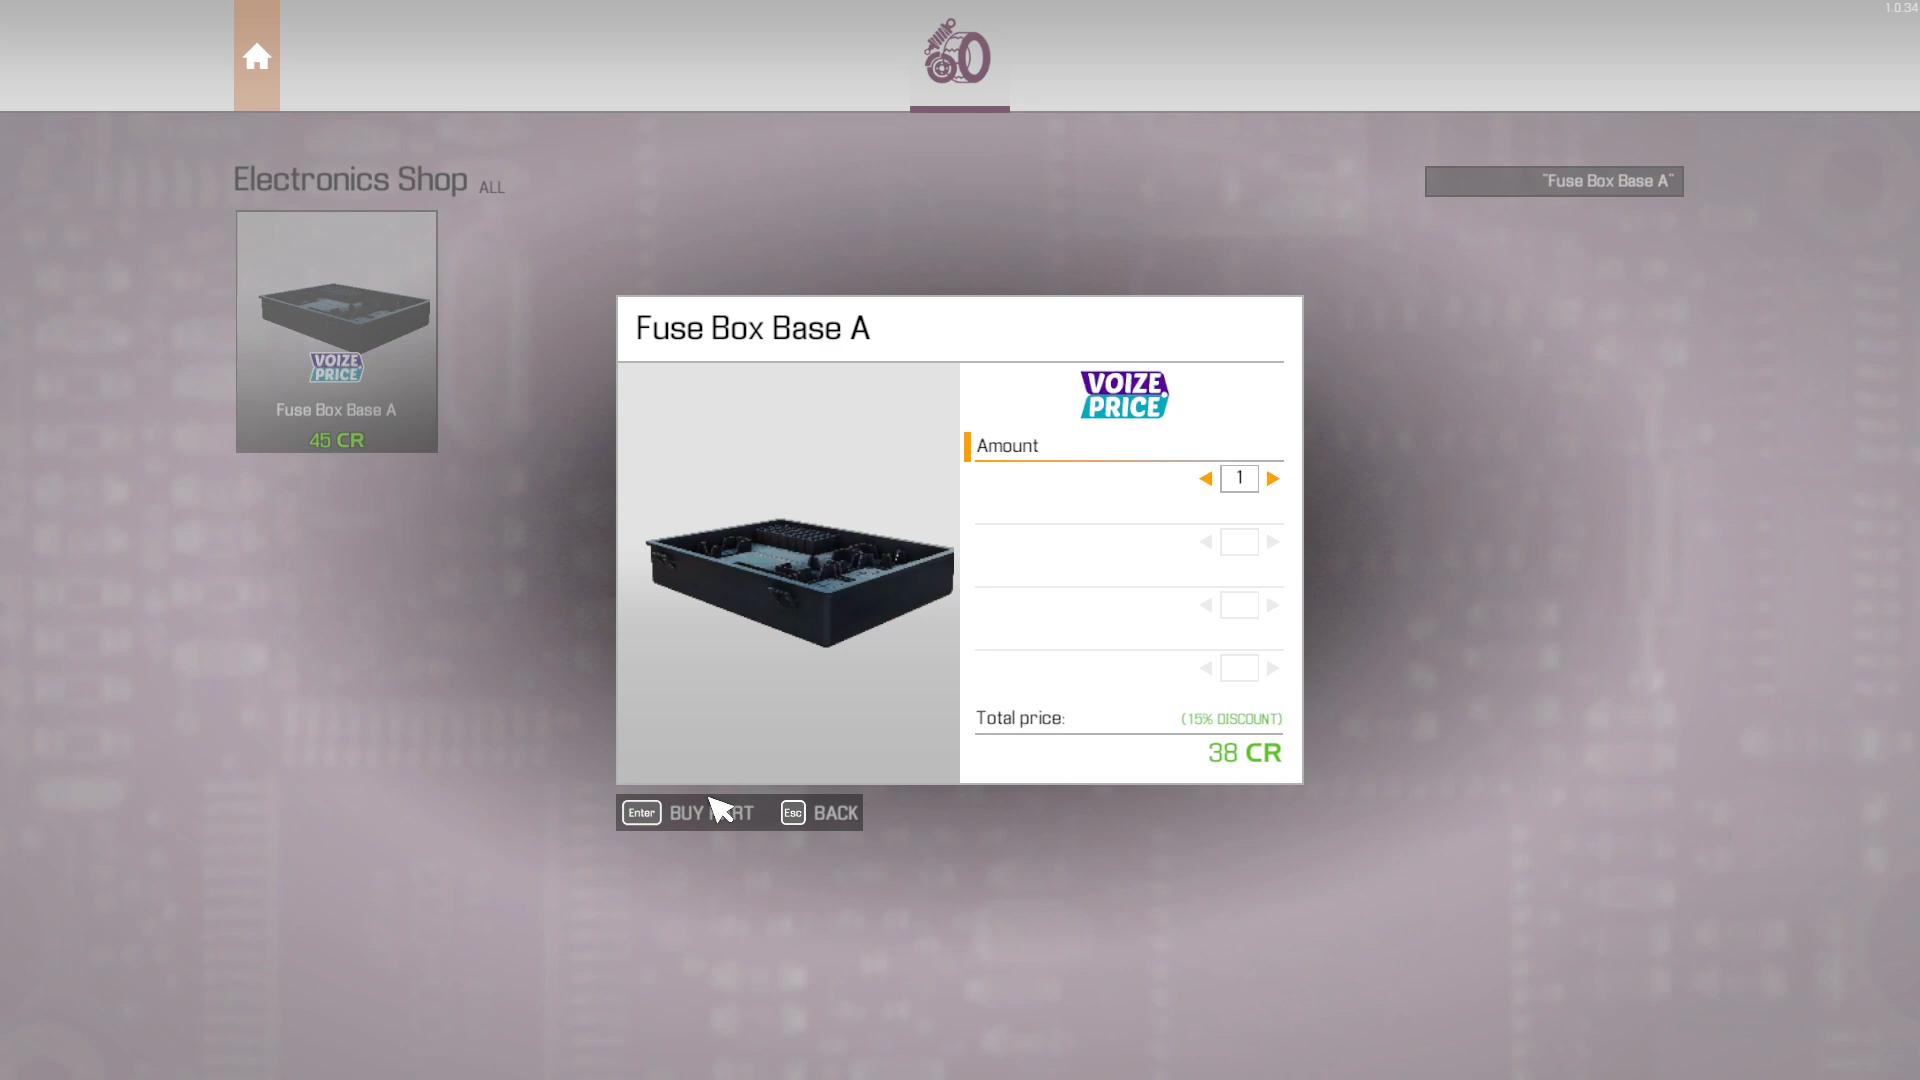 1.0.34
Electronics Shop ALL
"Fuse Box Base A"
VOIZE
PRICE
Fuse Box Base A
45 CR
Fuse Box Base A
VOIZE
PRICE
Amount
1
Total price: (15% DISCOUNT)
38 CR
Enter BUY Esc BACK